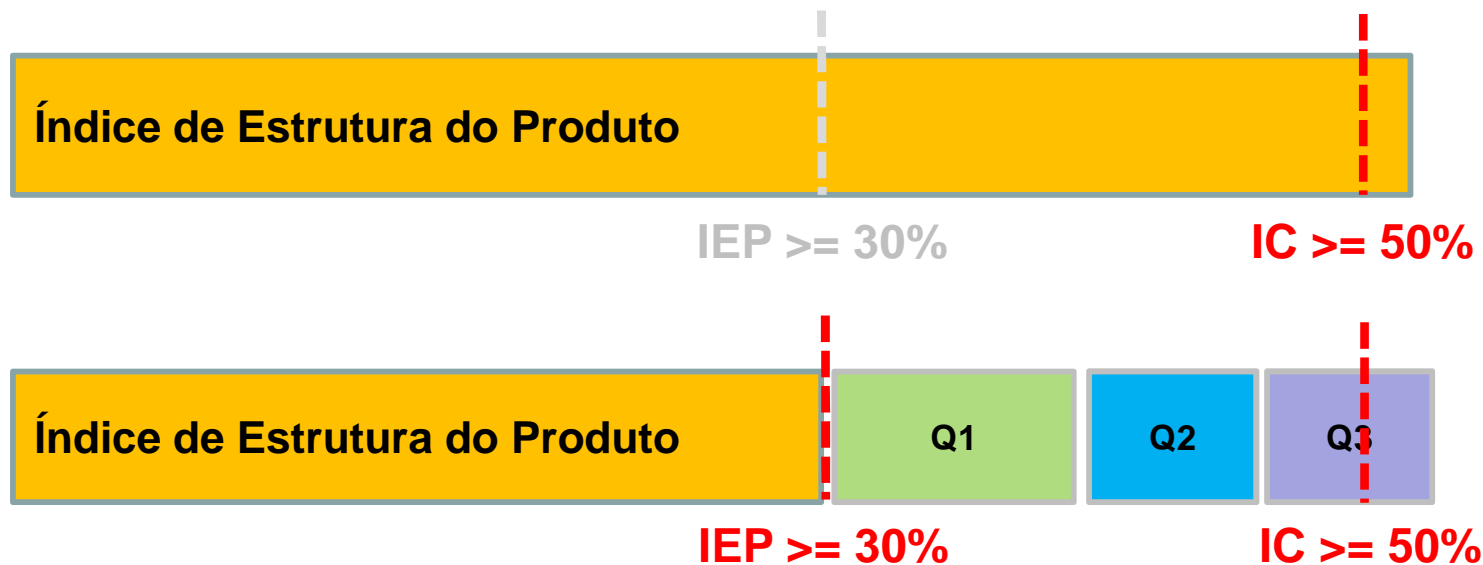 Índice de Estrutura do Produto
IEP >= 30%
IC >= 50%
Índice de Estrutura do Produto
Q1
Q2
Q3
IEP >= 30%
IC >= 50%